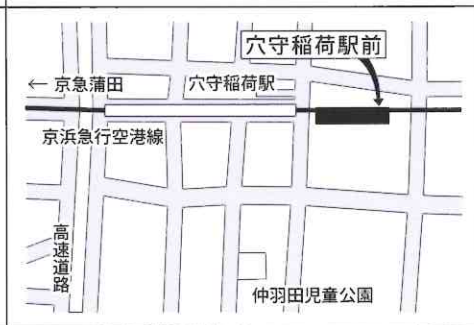 穴守稲荷駅前
← 京急蒲田
穴守稲荷駅
京浜急行空港線
高速道路
仲羽田児童公園